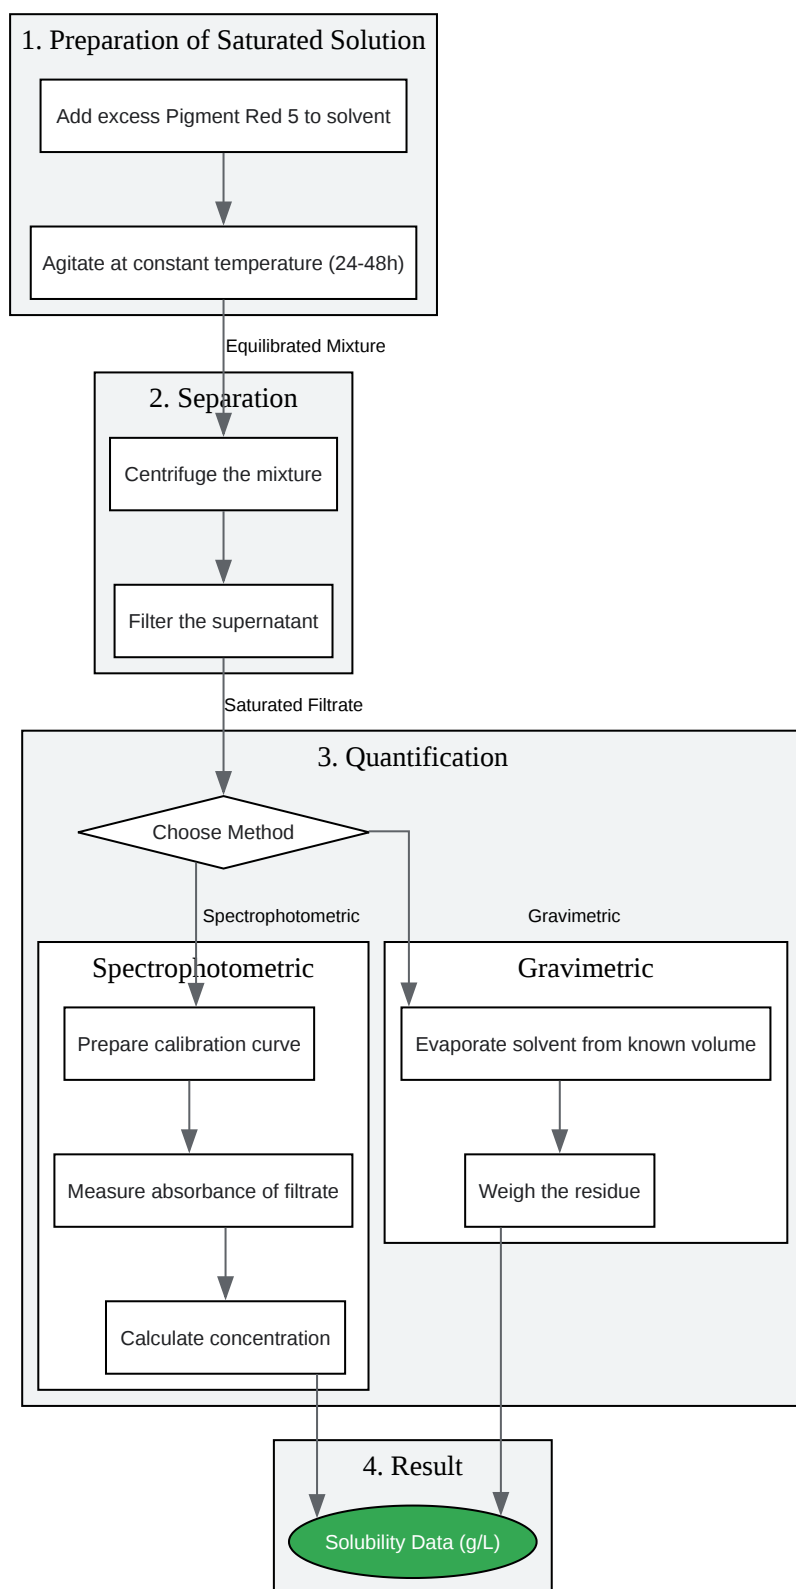 1. Preparation of Saturated Solution
Add excess Pigment Red 5 to solvent
Agitate at constant temperature (24-48h)
Equilibrated Mixture
2. Separation
Centrifuge the mixture
Filter the supernatant
Saturated Filtrate
3. Quantification
Choose Method
Spectrophotometric
Gravimetric
Spectrophotometric
Gravimetric
Prepare calibration curve
Evaporate solvent from known volume
Measure absorbance of filtrate
Weigh the residue
Calculate concentration
4. Result
Solubility Data (g/L)